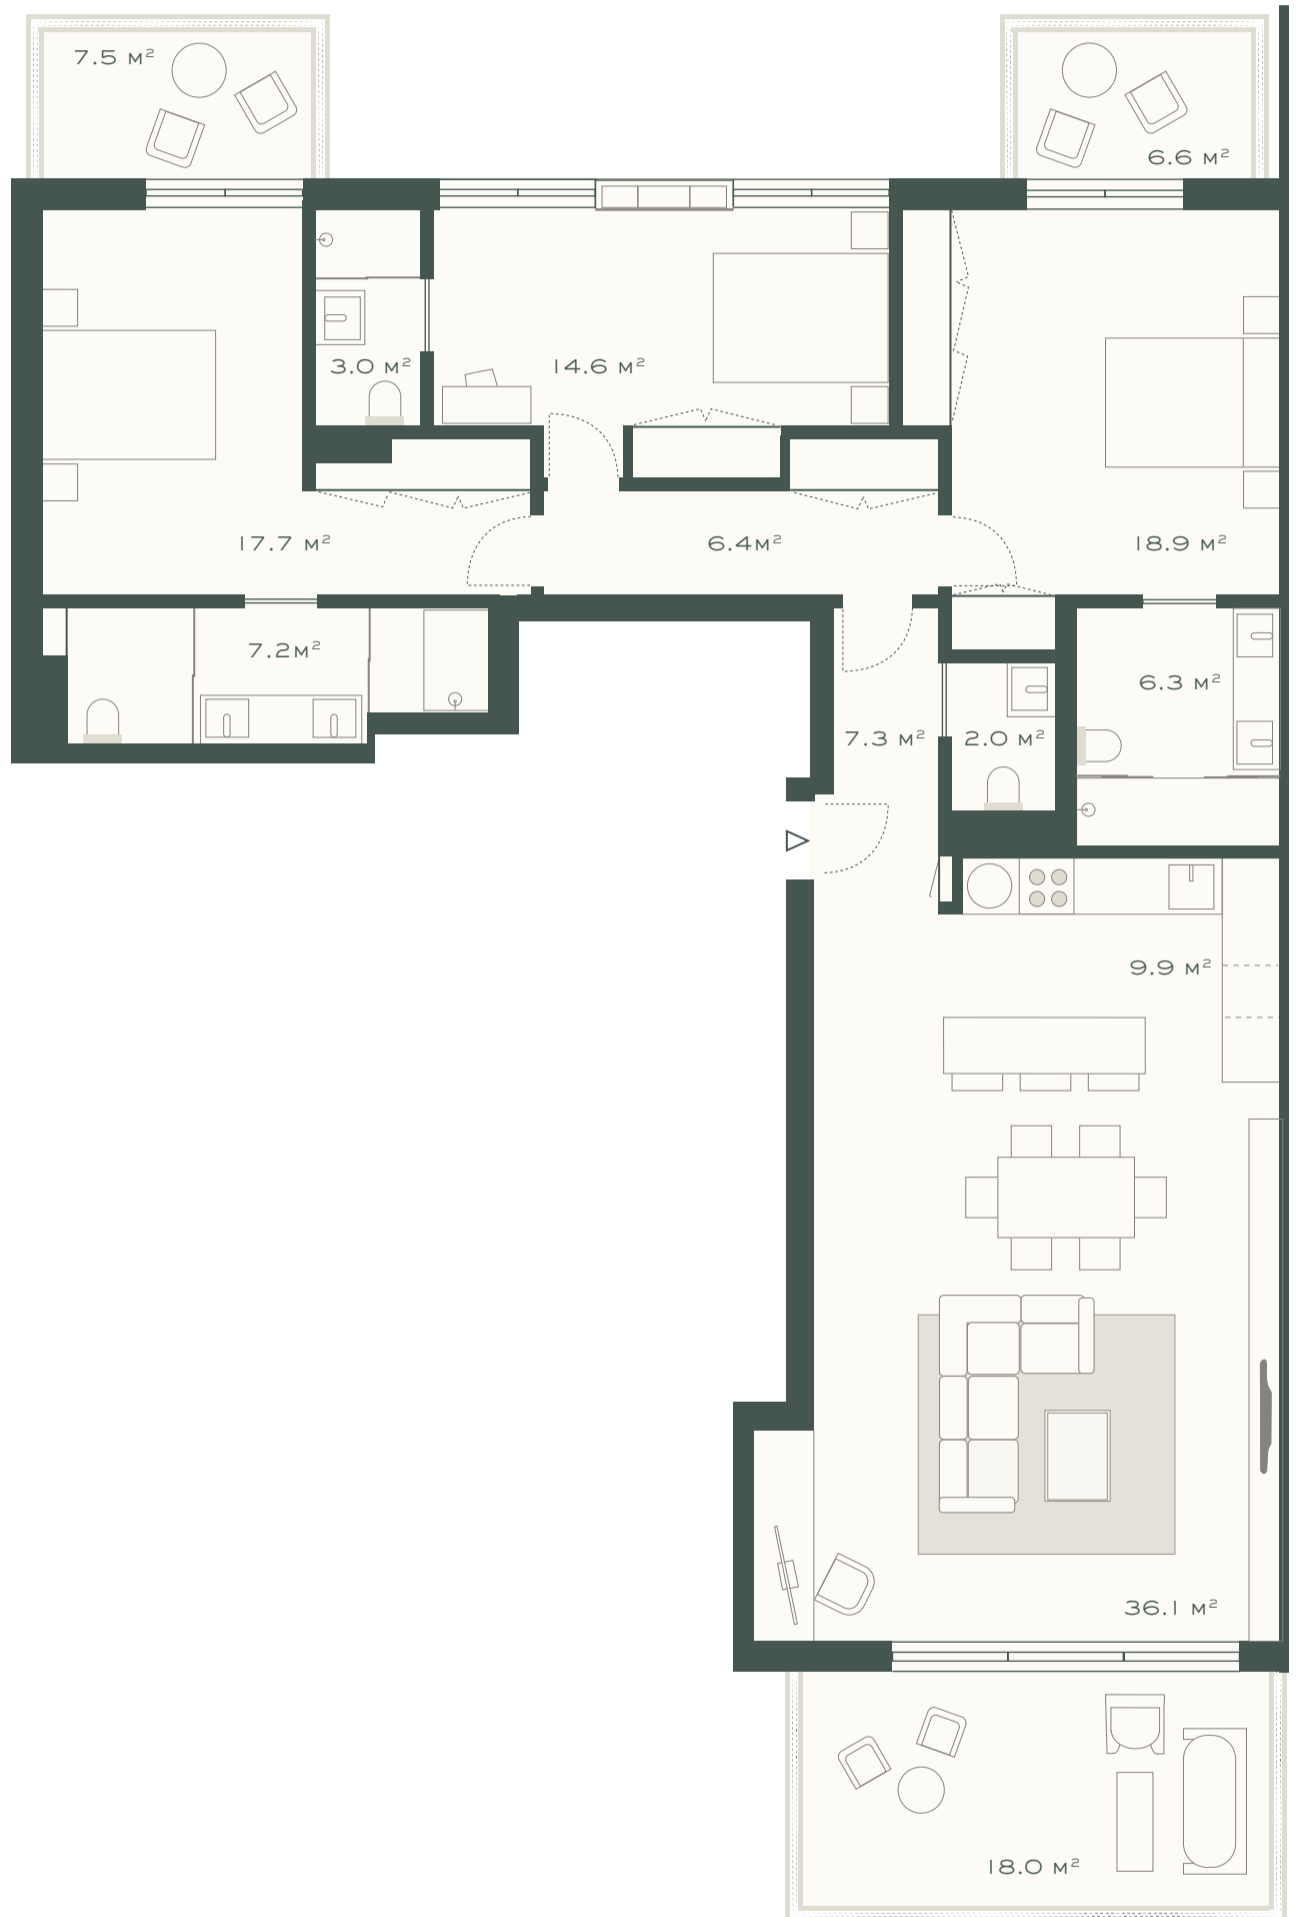 7.5 м²
6.6 м²
3.0 м²
14.6 м²
17.7 м²
6.4м²
18.9 м²
7.2м²
6.3 м²
7.3 м²
2.0 м²
9.9 м²
36.1 м²
18.0 м²